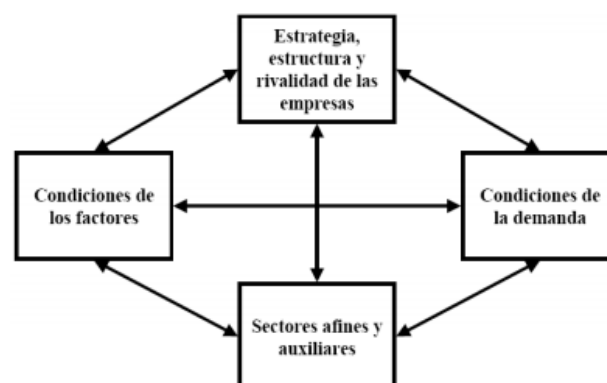 Estrategia,
estructura y
rivalidad de las
empresas
Condiciones de
los factores
Condiciones de
la demanda
Sectores afines y
auxiliares